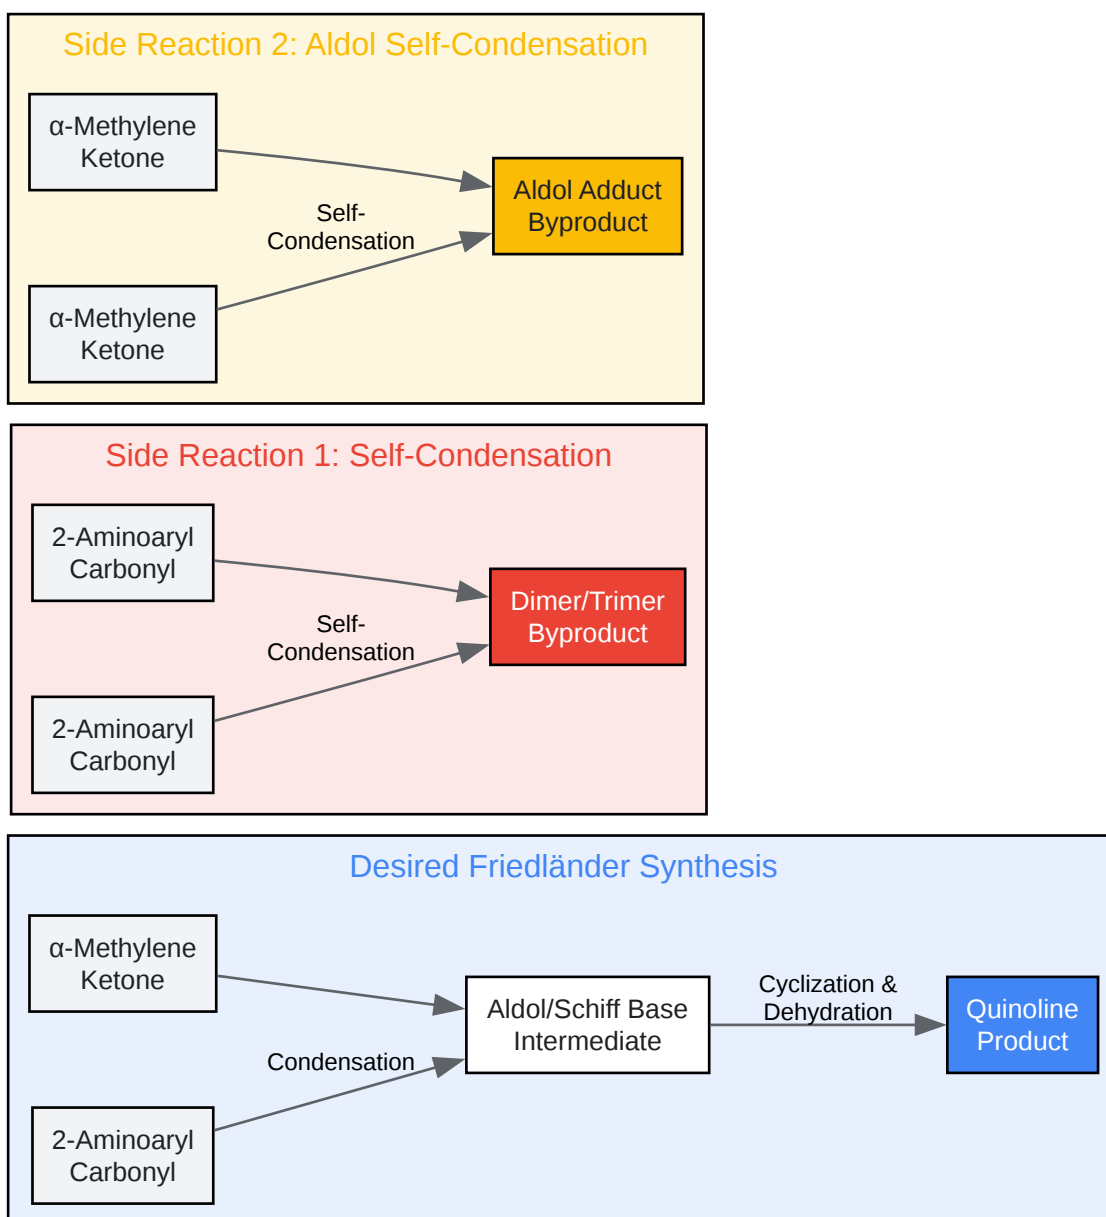 Side Reaction 2: Aldol Self-Condensation
α-Methylene
Ketone
Self-
Condensation
Aldol Adduct
Byproduct
α-Methylene
Ketone
Side Reaction 1: Self-Condensation
2-Aminoaryl
Carbonyl
Self-
Condensation
Dimer/Trimer
Byproduct
2-Aminoaryl
Carbonyl
Desired Friedländer Synthesis
α-Methylene
Ketone
Condensation
Aldol/Schiff Base
Intermediate
Cyclization &
Dehydration
Quinoline
Product
2-Aminoaryl
Carbonyl